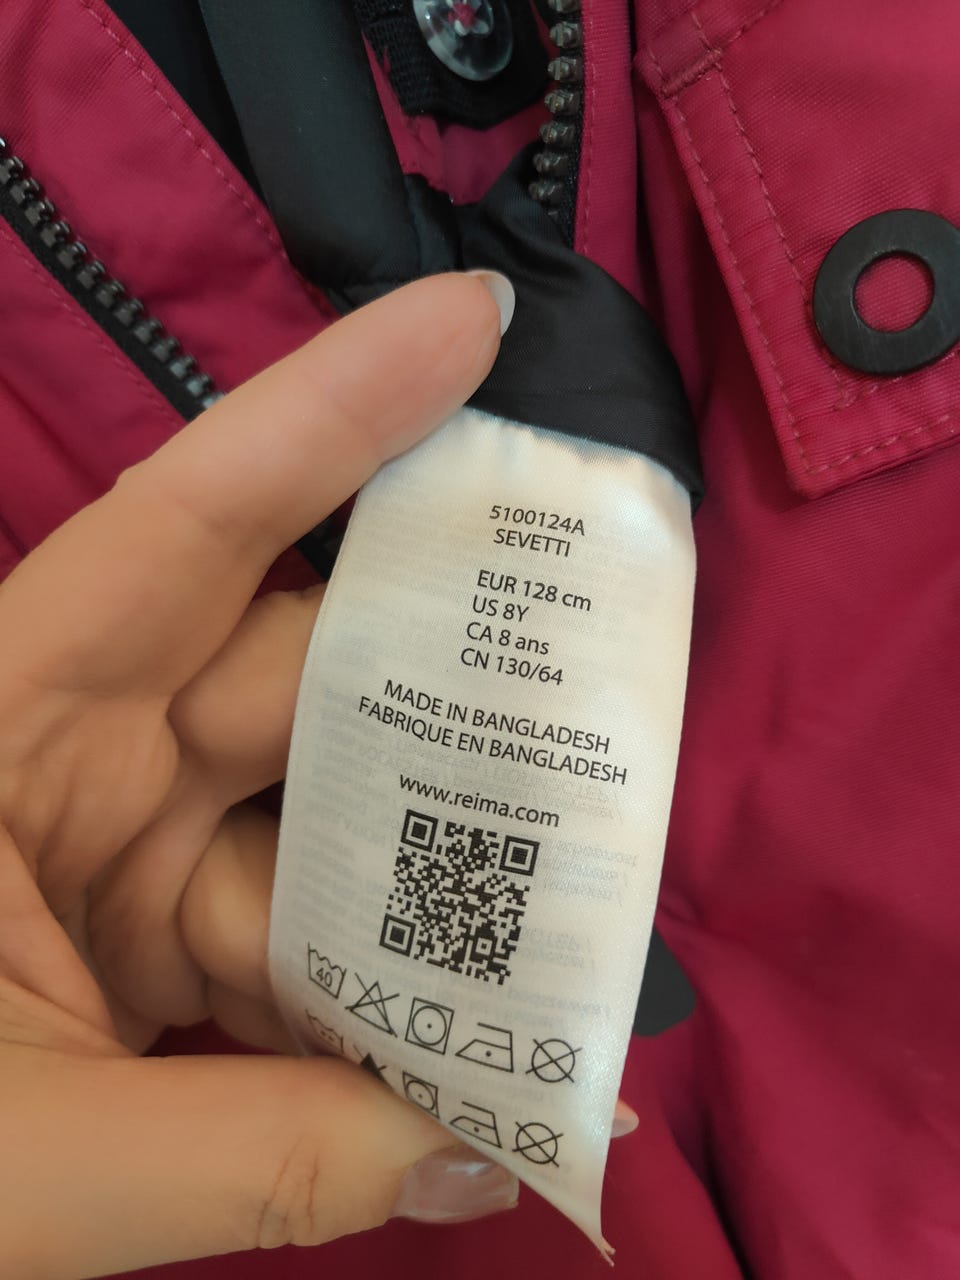 5100124A
SEVETTI
EUR 128 cm
US 8Y
CA 8 ans
CN 130/64
MADE IN BANGLADESH
FABRIQUE EN BANGLADESH
www.reima.com
40